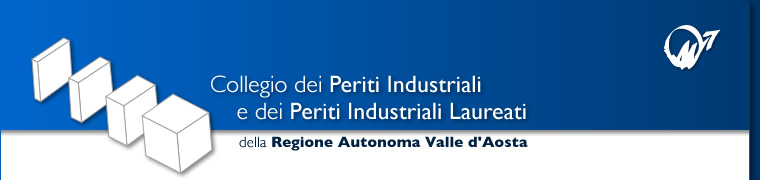 Collegio dei Periti Industriali
e dei Periti Industriali Laureati
della Regione Autonoma Valle d'Aosta